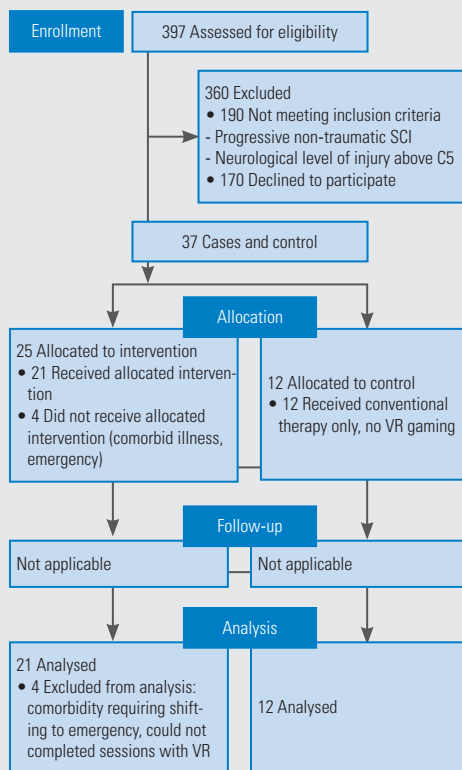 Enrollment
397 Assessed for eligibility
360 Excluded
• 190 Not meeting inclusion criteria
- Progressive non-traumatic SCI
- Neurological level of injury above C5
• 170 Declined to participate
37 Cases and control
Allocation
25 Allocated to intervention
• 21 Received allocated interven-
tion
• 4 Did not receive allocated
intervention (comorbid illness,
emergency)
12 Allocated to control
• 12 Received conventional
therapy only, no VR gaming
Follow-up
Not applicable
Not applicable
Analysis
21 Analysed
• 4 Excluded from analysis:
comorbidity requiring shift-
ing to emergency, could not
completed sessions with VR
12 Analysed